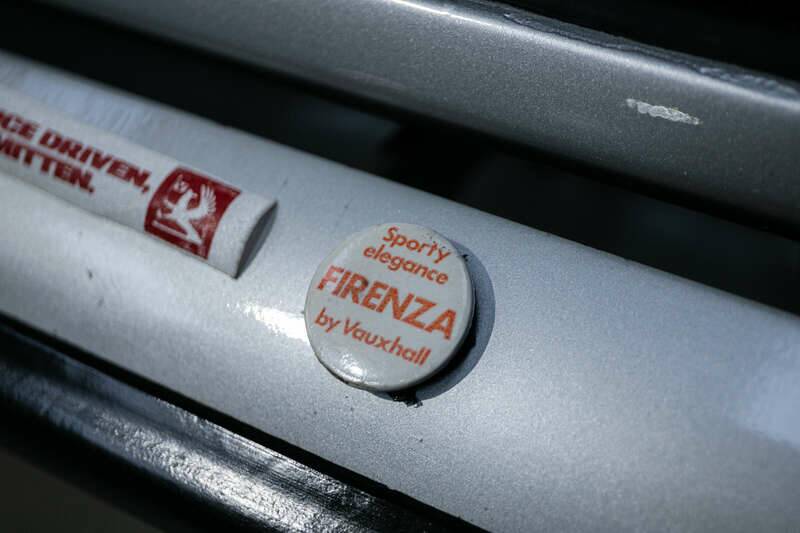 DRIVEN,
MITTEN.
Sporty
elegance
FIRENZA
by Vauxhall